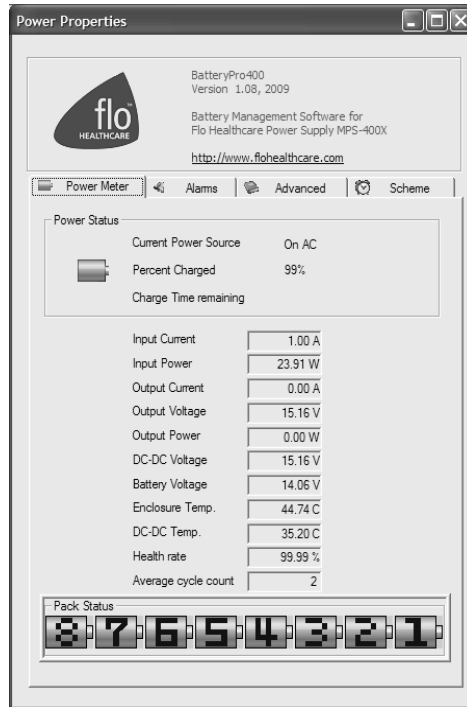 Power Properties
flo
HEALTHCARE
BatteryPro400
Version 1.08, 2009
Battery Management Software for
Flo Healthcare Power Supply MPS-400X
http://www.flohealthcare.com
Power Meter Alarms Advanced Scheme
Power Status
Current Power Source On AC
Percent Charged 99%
Charge Time remaining
Input Current 1.00 A
Input Power 23.91 W
Output Current 0.00 A
Output Voltage 15.16 V
Output Power 0.00 W
DC-DC Voltage 15.16 V
Battery Voltage 14.06 V
Enclosure Temp. 44.74 C
DC-DC Temp. 35.20 C
Health rate 99.99 %
Average cycle count 2
Pack Status
8 7 6 5 4 3 2 1